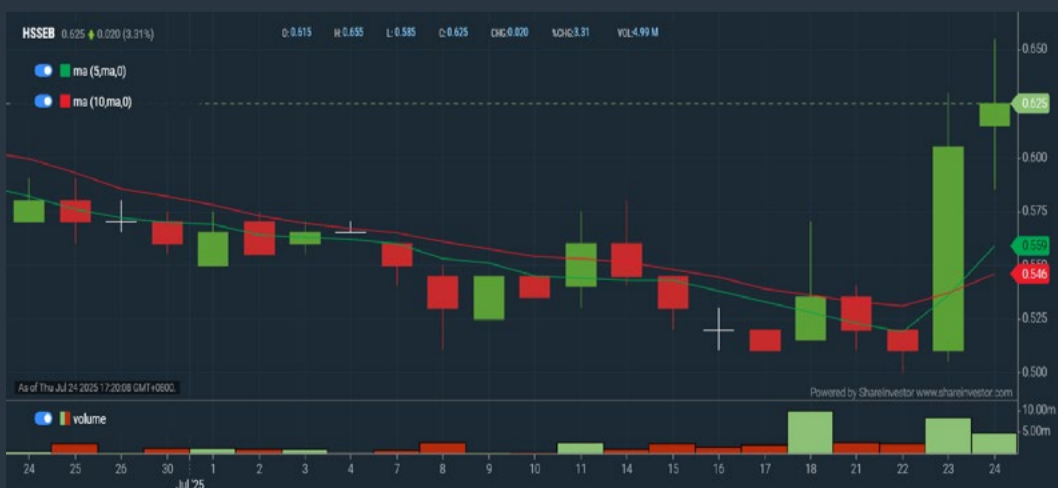 HSSEB 0.625 0.020 (3.31%) O: 0.615 H: 0.655 L: 0.585 C: 0.625 CHG: 0.020 %CHG: 3.31 VOL: 4.99 M
ma (5,ma,0)
ma (10,ma,0)
0.650
0.625
0.600
0.575
0.559
0.550
0.546
0.525
0.500
As of Thu Jul 24 2025 17:20:08 GMT+0800.
Powered by ShareInvestor www.shareinvestor.com
volume
10.00m
5.00m
24 25 26 30 1 2 3 4 7 8 9 10 11 14 15 16 17 18 21 22 23 24
Jul '25